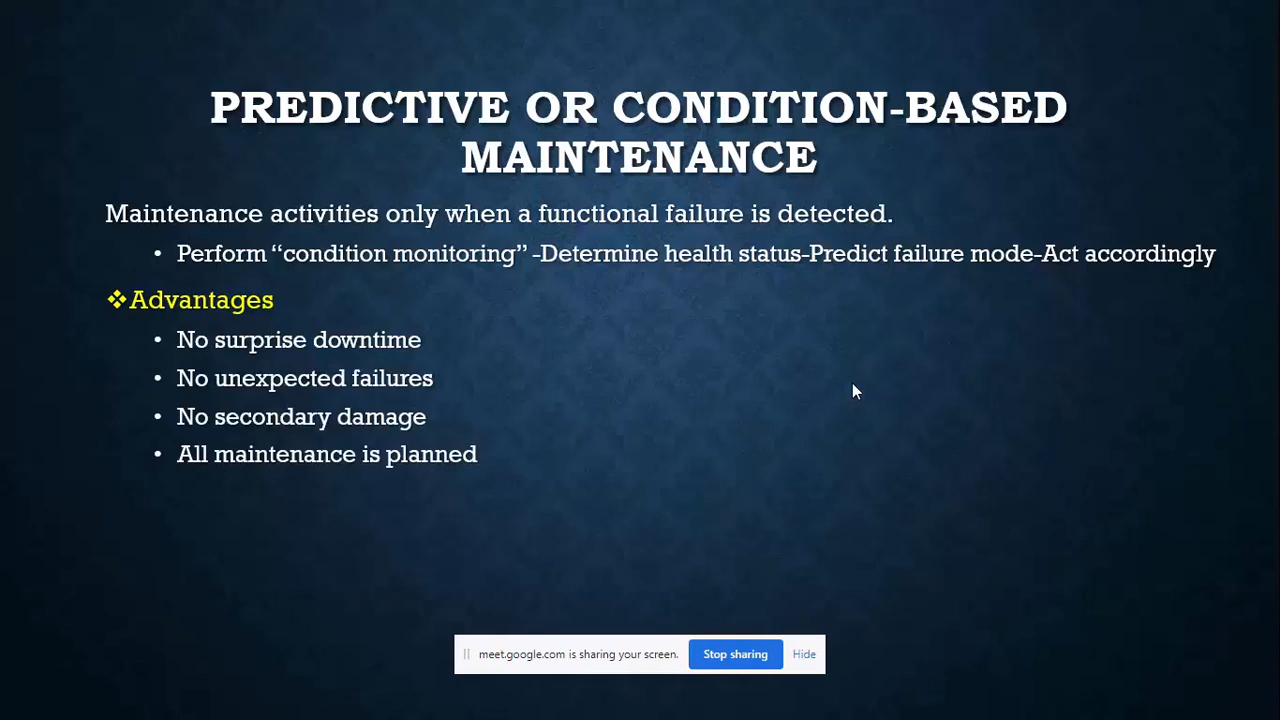 PREDICTIVE OR CONDITION-BASED
MAINTENANCE
Maintenance activities only when a functional failure is detected.
• Perform “condition monitoring” -Determine health status-Predict failure mode-Act accordingly
❖Advantages
• No surprise downtime
• No unexpected failures
• No secondary damage
• All maintenance is planned
meet.google.com is sharing your screen. Stop sharing Hide